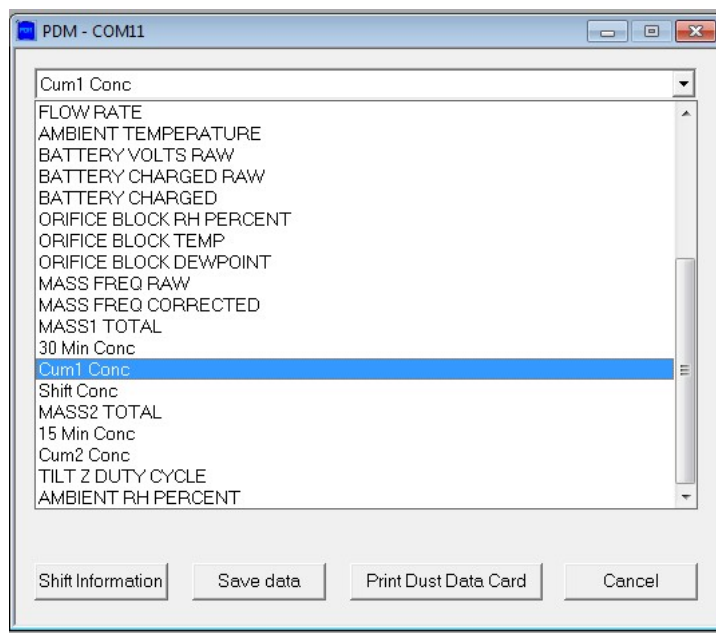 PDM - COM11
Cum1 Conc
FLOW RATE
AMBIENT TEMPERATURE
BATTERY VOLTS RAW
BATTERY CHARGED RAW
BATTERY CHARGED
ORIFICE BLOCK RH PERCENT
ORIFICE BLOCK TEMP
ORIFICE BLOCK DEWPOINT
MASS FREQ RAW
MASS FREQ CORRECTED
MASS1 TOTAL
30 Min Conc
Cum1 Conc
Shift Conc
MASS2 TOTAL
15 Min Conc
Cum2 Conc
TILT Z DUTY CYCLE
AMBIENT RH PERCENT
Shift Information Save data Print Dust Data Card Cancel